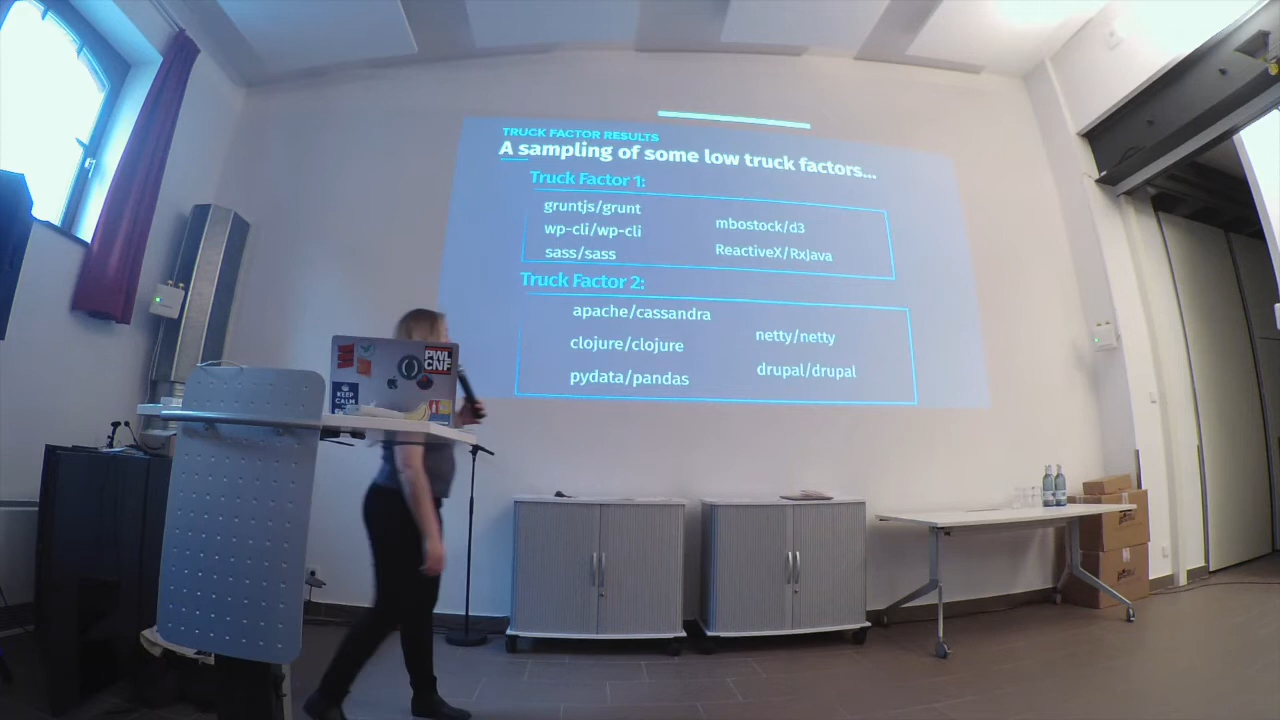 TRUCK FACTOR RESULTS
A sampling of some low truck factors...
Truck Factor 1:
gruntjs/grunt
wp-cli/wp-cli
sass/sass
mbostock/d3
ReactiveX/RxJava
Truck Factor 2:
apache/cassandra
clojure/clojure
pydata/pandas
netty/netty
drupal/drupal
PWL
CNF
KEEP
CALM